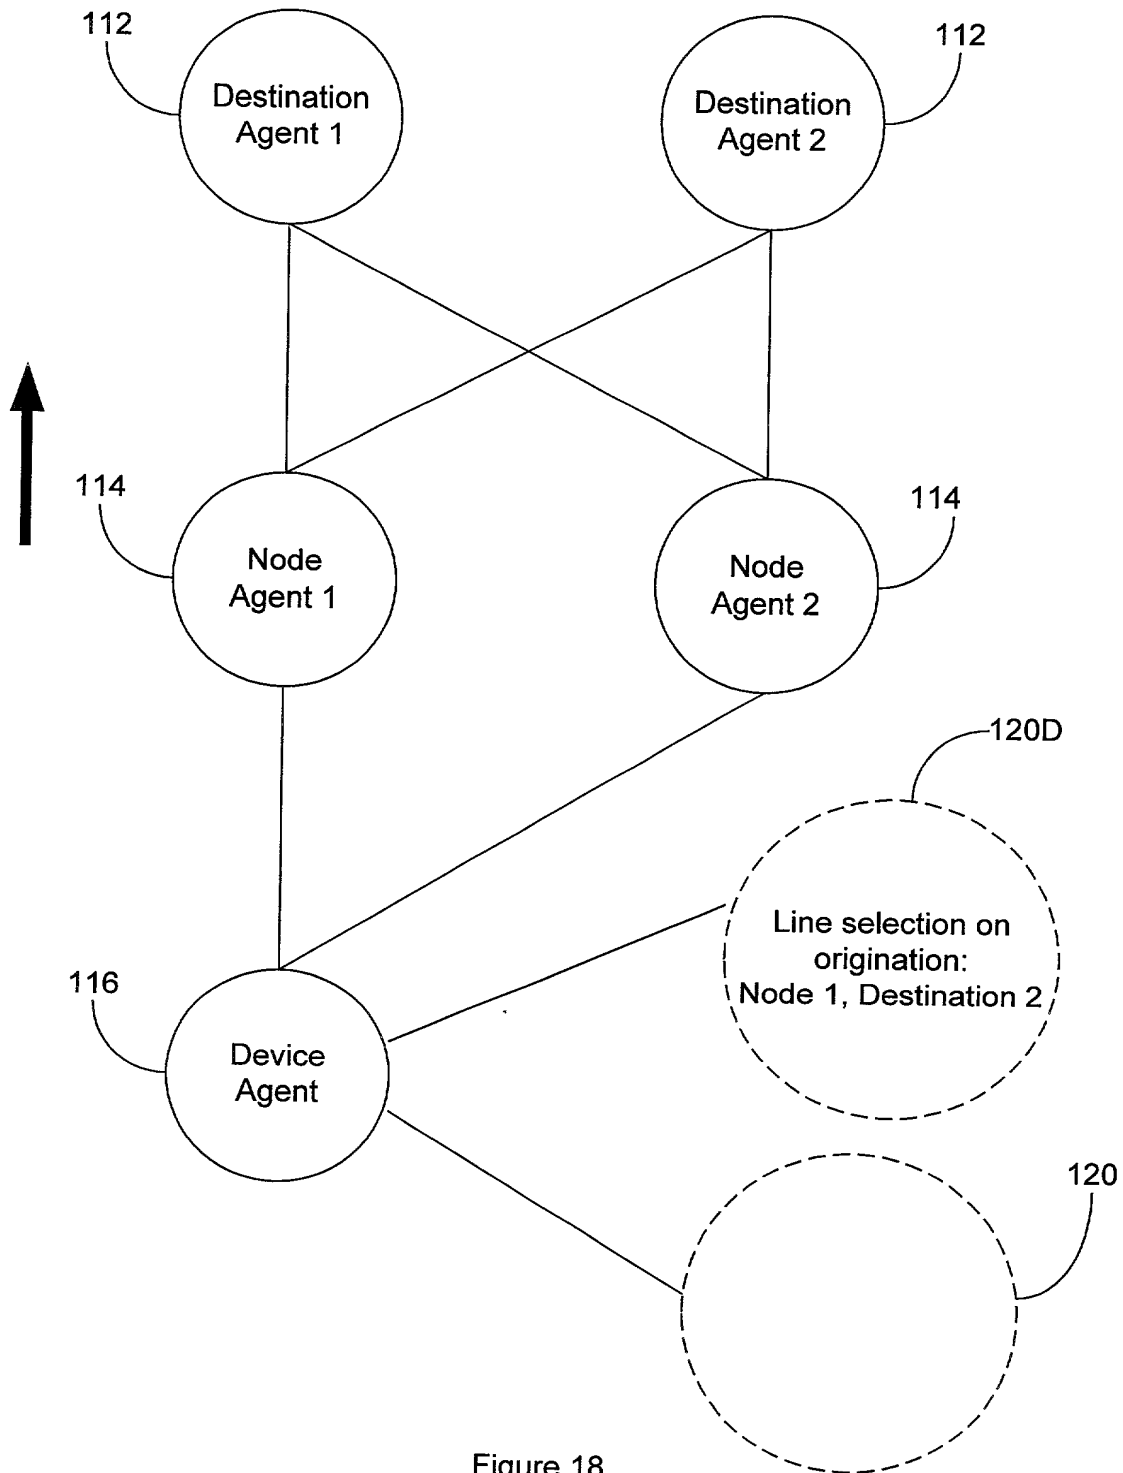 112
Destination
Agent 1
112
Destination
Agent 2
114
Node
Agent 1
114
Node
Agent 2
120D
Line selection on
origination:
Node 1, Destination 2
116
Device
Agent
120
Figure 18